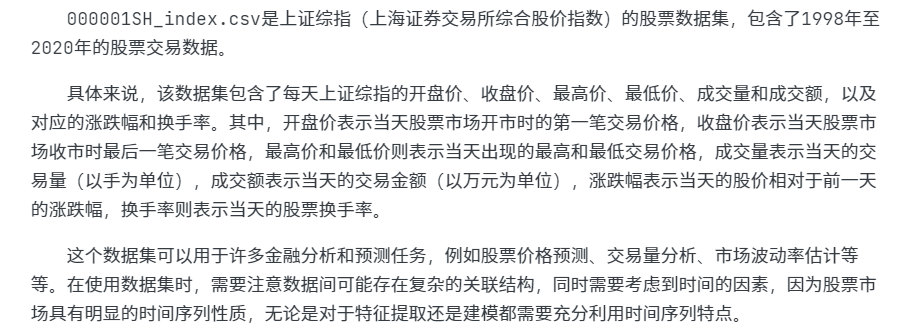 000001SH_index.csv是上证综指（上海证券交易所综合股价指数）的股票数据集，包含了1998年至
2020年的股票交易数据。
具体来说，该数据集包含了每天上证综指的开盘价、收盘价、最高价、最低价、成交量和成交额，以及
对应的涨跌幅和换手率。其中，开盘价表示当天股票市场开市时的第一笔交易价格，收盘价表示当天股票市
场收市时最后一笔交易价格，最高价和最低价则表示当天出现的最高和最低交易价格，成交量表示当天的交
易量（以手为单位），成交额表示当天的交易金额（以万元为单位），涨跌幅表示当天的股价相对于前一天
的涨跌幅，换手率则表示当天的股票换手率。
这个数据集可以用于许多金融分析和预测任务，例如股票价格预测、交易量分析、市场波动率估计等
等。在使用数据集时，需要注意数据间可能存在复杂的关联结构，同时需要考虑到时间的因素，因为股票市
场具有明显的时间序列性质，无论是对于特征提取还是建模都需要充分利用时间序列特点。